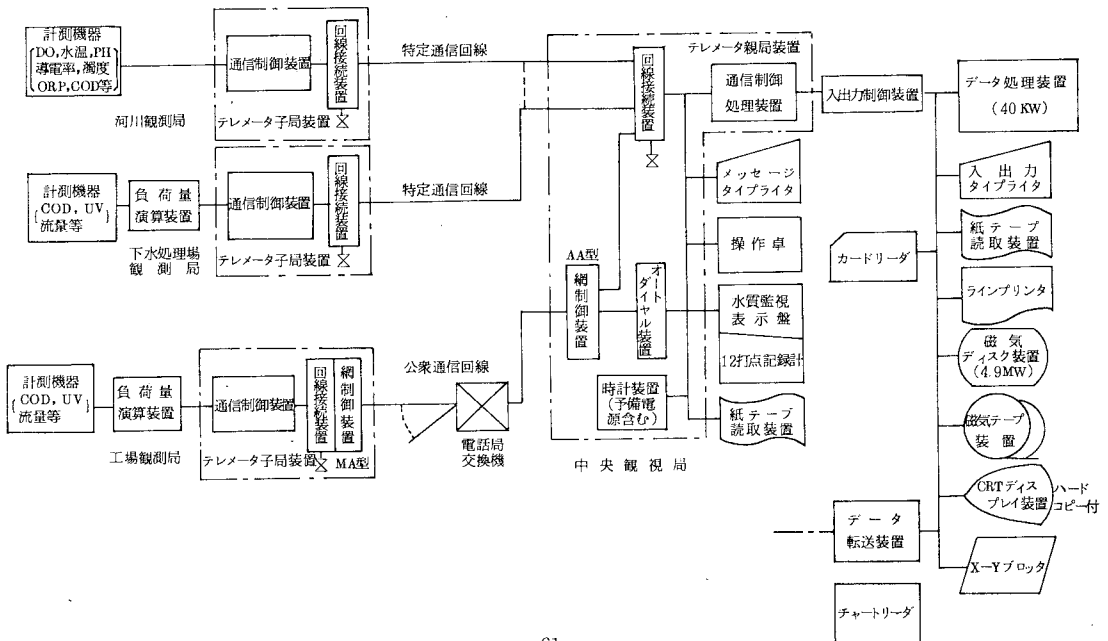 計測機器
DO,水温,PH
導電率,濁度
ORP,COD等
河川観測局
通信制御装置
回線接続装置
テレメータ子局装置
特定通信回線
計測機器
COD, UV
流量等
負荷量
演算装置
下水処理場
観測局
通信制御装置
回線接続装置
テレメータ子局装置
特定通信回線
計測機器
COD, UV
流量等
負荷量
演算装置
工場観測局
通信制御装置
回線接続装置
網制御装置
テレメータ子局装置
MA型
公衆通信回線
電話局
交換機
テレメータ親局装置
回線接続装置
通信制御
処理装置
メッセージ
タイプライタ
操作卓
AA型
網制御装置
オートダイヤル装置
水質監視
表示盤
12打点記録計
時計装置
(予備電
源含む)
紙テープ
読取装置
中央観視局
入出力制御装置
データ処理装置
(40 KW)
入出力
タイプライタ
カードリーダ
紙テープ
読取装置
ラインプリンタ
磁気
ディスク装置
(4.9MW)
磁気テープ
装置
CRTディス
プレイ装置
ハード
コピー付
データ
転送装置
X-Yプロッタ
チャートリーダ